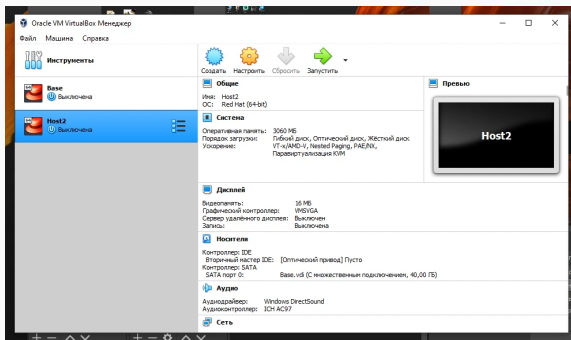 Oracle VM VirtualBox Менеджер
Файл Машина Справка
Инструменты
Создать Настроить Сбросить Запустить
Base
Выключена
Host2
Выключена
Общие
Имя: Host2
ОС: Red Hat (64-bit)
Система
Оперативная память: 3060 МБ
Порядок загрузки: Гибкий диск, Оптический диск, Жёсткий диск
Ускорение: VT-x/AMD-V, Nested Paging, PAE/NX,
Паравиртуализация KVM
Превью
Host2
Дисплей
Видеопамять: 16 МБ
Графический контроллер: VMSVGA
Сервер удалённого дисплея: Выключен
Запись: Выключена
Носители
Контроллер: IDE
Вторичный мастер IDE: [Оптический привод] Пусто
Контроллер: SATA
SATA порт 0: Base.vdi (С множественным подключением, 40,00 ГБ)
Аудио
Аудиодрайвер: Windows DirectSound
Аудиоконтроллер: ICH AC97
Сеть